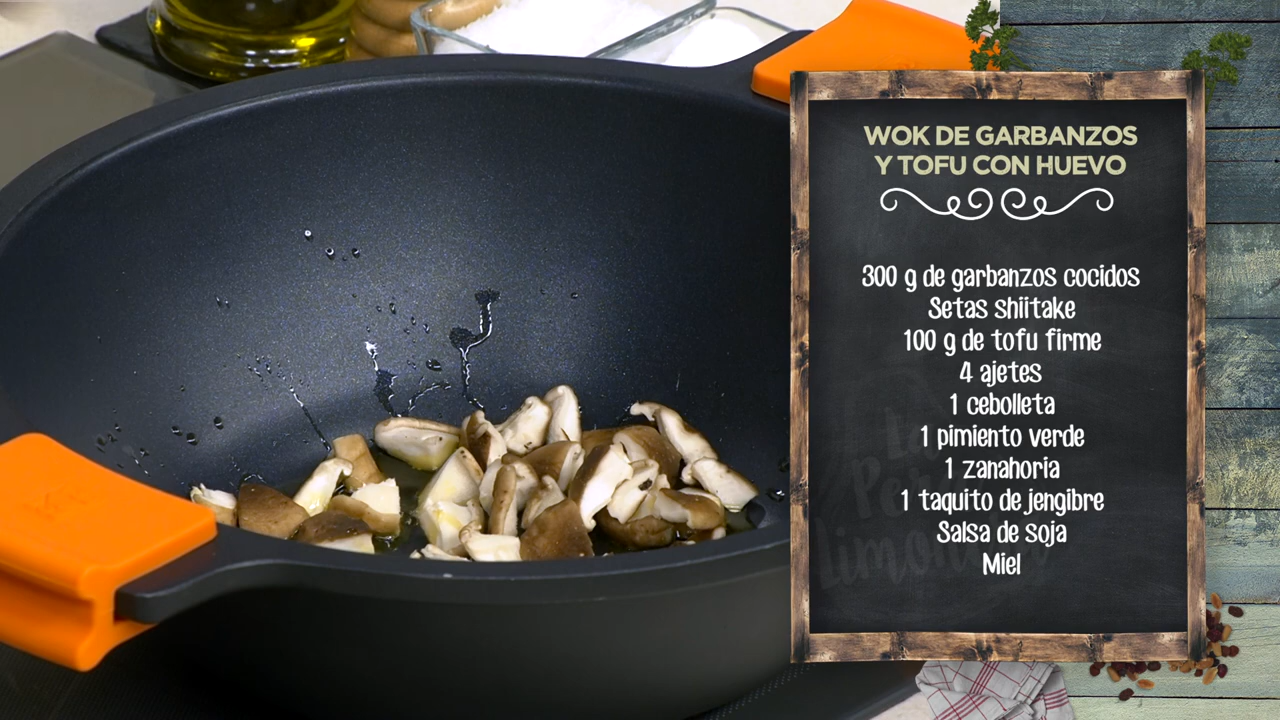 WOK DE GARBANZOS
Y TOFU CON HUEVO
300 g de garbanzos cocidos
Setas shiitake
100 g de tofu firme
4 ajetes
1 cebolleta
1 pimiento verde
1 zanahoria
1 taquito de jengibre
Salsa de soja
Miel